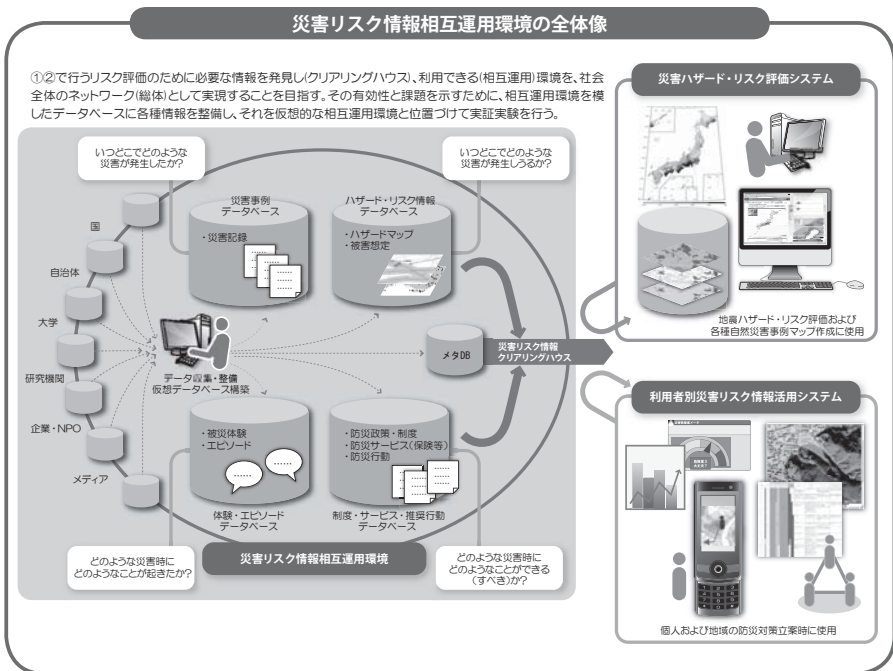 災害リスク情報相互運用環境の全体像
①②で行うリスク評価のために必要な情報を発見し(クリアリングハウス)、利用できる(相互運用)環境を、社会
全体のネットワーク(総体)として実現することを目指す。その有効性と課題を示すために、相互運用環境を模
したデータベースに各種情報を整備し、それを仮想的な相互運用環境と位置づけて実証実験を行う。
いつどこでどのような
災害が発生したか?
いつどこでどのような
災害が発生しうるか?
国
自治体
大学
研究機関
企業・NPO
メディア
災害事例
データベース
・災害記録
ハザード・リスク情報
データベース
・ハザードマップ
・被害想定
データ収集・整備
仮想データベース構築
メタDB
災害リスク情報
クリアリングハウス
・被災体験
・エピソード
体験・エピソード
データベース
・防災政策・制度
・防災サービス(保険等)
・防災行動
制度・サービス・推奨行動
データベース
どのような災害時に
どのようなことが起きたか?
災害リスク情報相互運用環境
どのような災害時に
どのようなことができる
(すべき)か?
災害ハザード・リスク評価システム
地震ハザード・リスク評価および
各種自然災害事例マップ作成に使用
利用者別災害リスク情報活用システム
個人および地域の防災対策立案時に使用